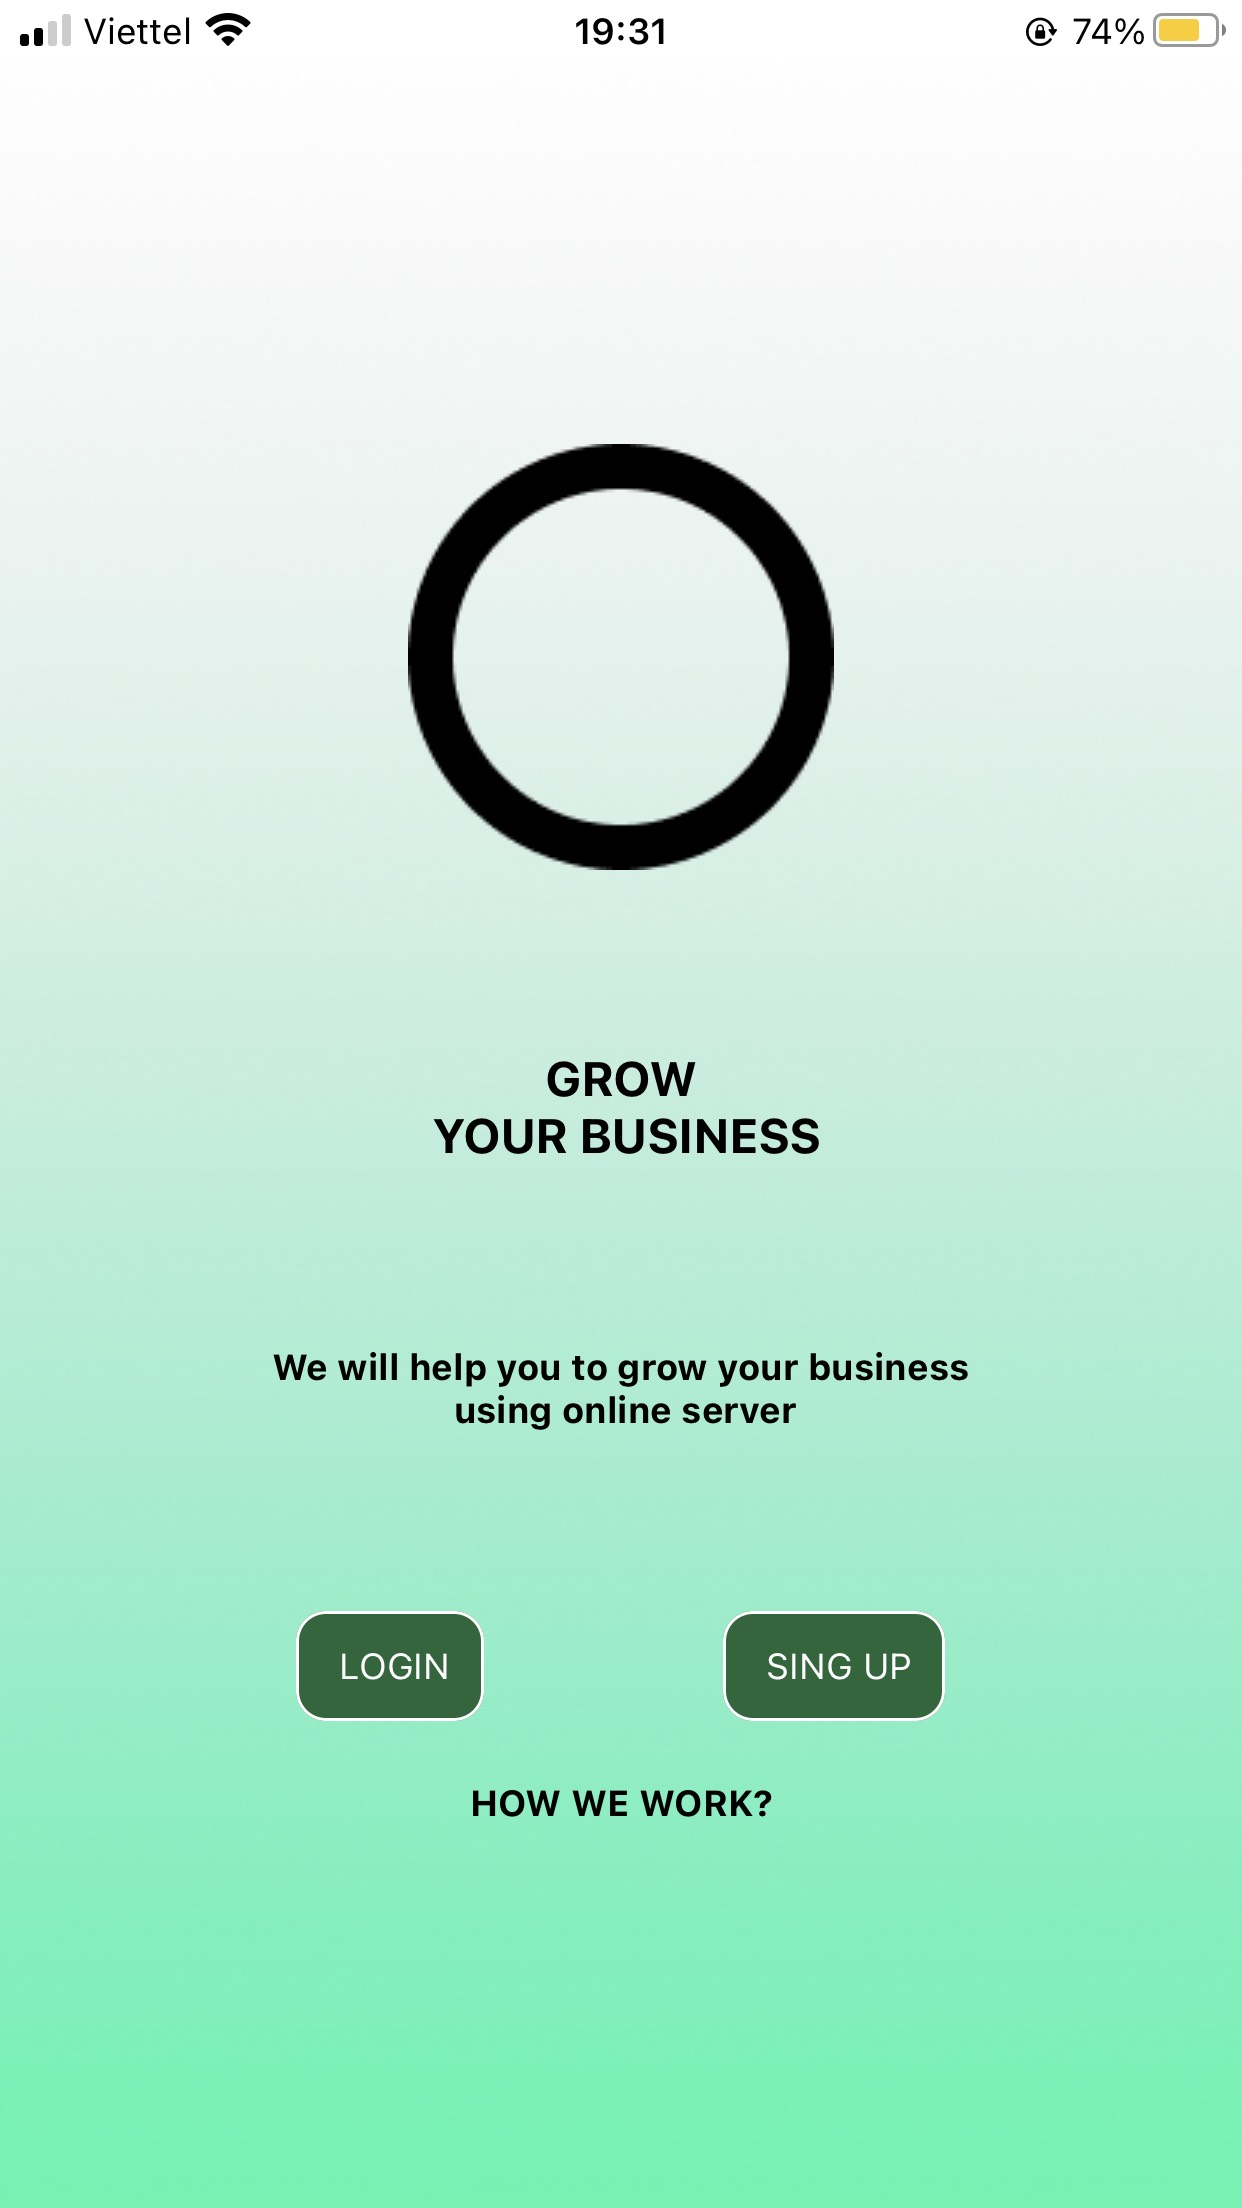 Viettel 19:31 74%
GROW
YOUR BUSINESS
We will help you to grow your business
using online server
LOGIN SING UP
HOW WE WORK?